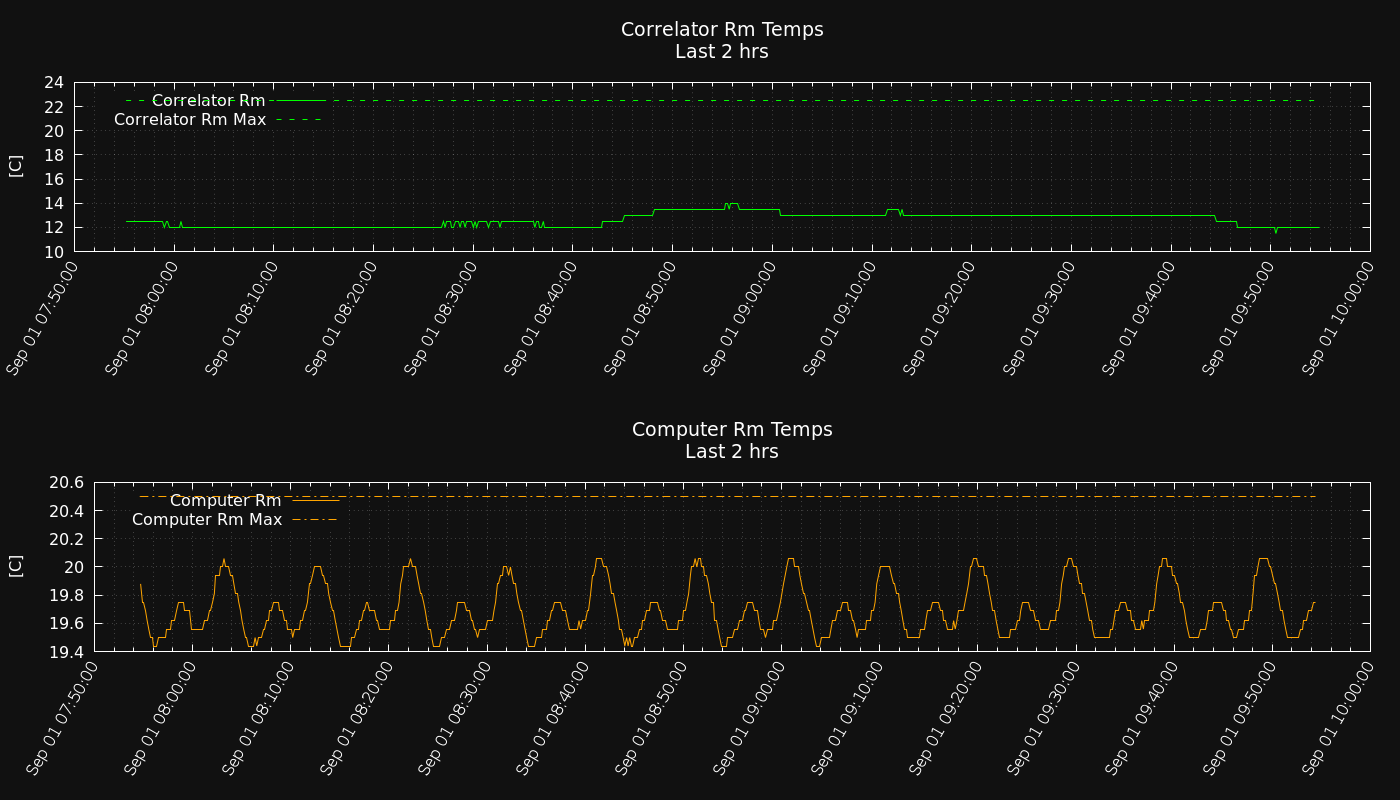 Correlator Rm Temps
Last 2 hrs
24
22
20
18
16
14
12
10
[C]
Correlator Rm
Correlator Rm Max
Sep 01 07:50:00
Sep 01 08:00:00
Sep 01 08:10:00
Sep 01 08:20:00
Sep 01 08:30:00
Sep 01 08:40:00
Sep 01 08:50:00
Sep 01 09:00:00
Sep 01 09:10:00
Sep 01 09:20:00
Sep 01 09:30:00
Sep 01 09:40:00
Sep 01 09:50:00
Sep 01 10:00:00
Computer Rm Temps
Last 2 hrs
20.6
20.4
20.2
20
19.8
19.6
19.4
[C]
Computer Rm
Computer Rm Max
Sep 01 07:50:00
Sep 01 08:00:00
Sep 01 08:10:00
Sep 01 08:20:00
Sep 01 08:30:00
Sep 01 08:40:00
Sep 01 08:50:00
Sep 01 09:00:00
Sep 01 09:10:00
Sep 01 09:20:00
Sep 01 09:30:00
Sep 01 09:40:00
Sep 01 09:50:00
Sep 01 10:00:00